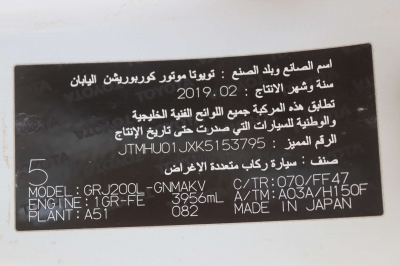 اسم الصانع وبلد الصنع : تويوتا موتور كوربوريشن اليابان
سنة وشهر الانتاج : 2019.02
تطابق هذه المركبة جميع اللوائح الفنية الخليجية
والوطنية للسيارات التي صدرت حتى تاريخ الإنتاج
الرقم المميز : JTMHU01JXK5153795
صنف : سيارة ركاب متعددة الاغراض
5
MODEL: GRJ200L-GNMAKV C/TR: 070/FF47
ENGINE: 1GR-FE 3956mL A/TM: A03A/H150F
PLANT: A51 082 MADE IN JAPAN